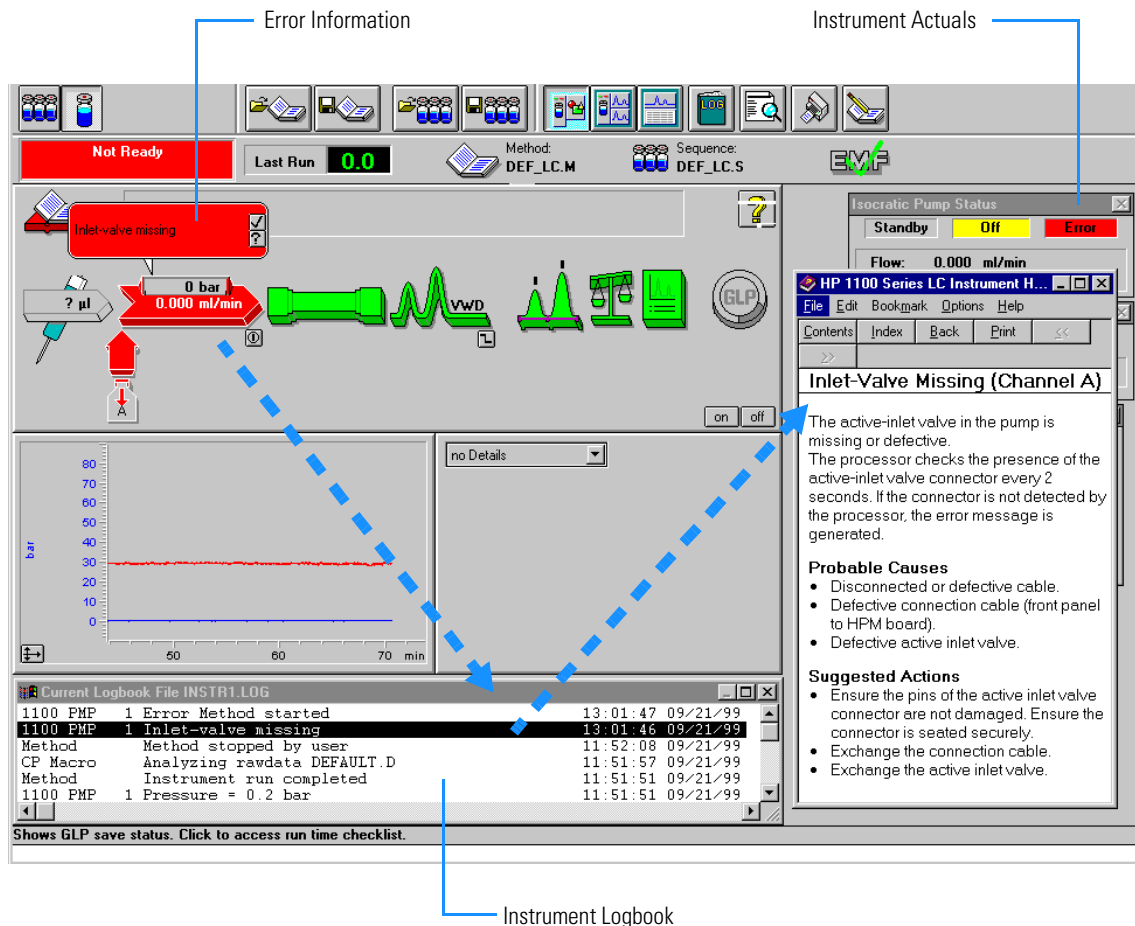 Error Information
Instrument Actuals
LOG
Not Ready
Last Run 0.0
Method:
DEF_LC.M
Sequence:
DEF_LC.S
EMF
Inlet-valve missing
?
?
Isocratic Pump Status
Standby Off Error
Flow: 0.000 ml/min
? µl
0 bar
0.000 ml/min
VWD
GLP
A
on off
HP 1100 Series LC Instrument H...
File Edit Bookmark Options Help
Contents Index Back Print <<
>>
Inlet-Valve Missing (Channel A)
The active-inlet valve in the pump is
missing or defective.
The processor checks the presence of the
active-inlet valve connector every 2
seconds. If the connector is not detected by
the processor, the error message is
generated.
Probable Causes
• Disconnected or defective cable.
• Defective connection cable (front panel
to HPM board).
• Defective active inlet valve.
Suggested Actions
• Ensure the pins of the active inlet valve
connector are not damaged. Ensure the
connector is seated securely.
• Exchange the connection cable.
• Exchange the active inlet valve.
no Details
bar
80
70
60
50
40
30
20
10
0
50 60 70 min
Current Logbook File INSTR1.LOG
1100 PMP 1 Error Method started 13:01:47 09/21/99
1100 PMP 1 Inlet-valve missing 13:01:46 09/21/99
Method Method stopped by user 11:52:08 09/21/99
CP Macro Analyzing rawdata DEFAULT.D 11:51:57 09/21/99
Method Instrument run completed 11:51:51 09/21/99
1100 PMP 1 Pressure = 0.2 bar 11:51:51 09/21/99
Shows GLP save status. Click to access run time checklist.
Instrument Logbook